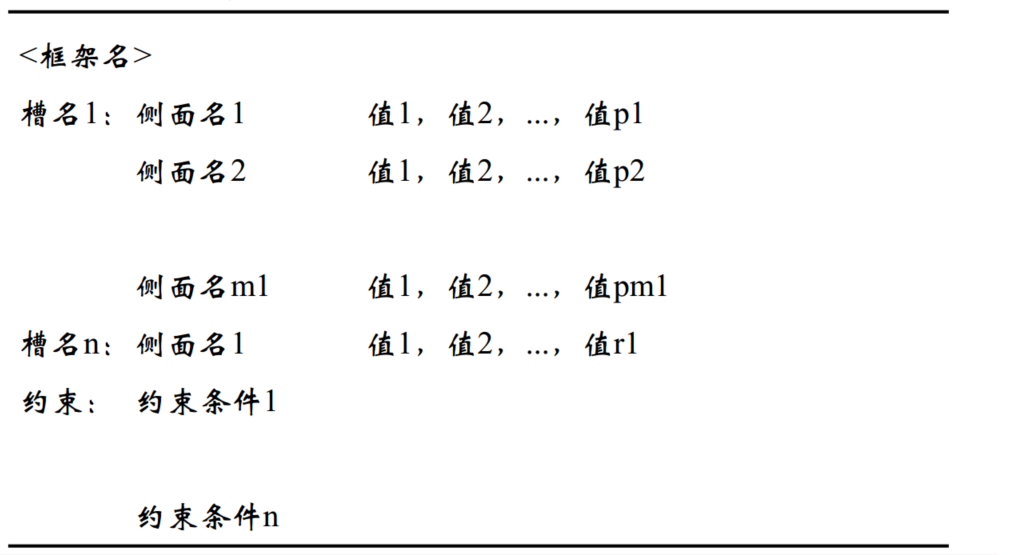 <框架名>
槽名1：侧面名1 值1，值2，...，值p1
侧面名2 值1，值2，...，值p2
侧面名m1 值1，值2，...，值pm1
槽名n：侧面名1 值1，值2，...，值r1
约束： 约束条件1
约束条件n